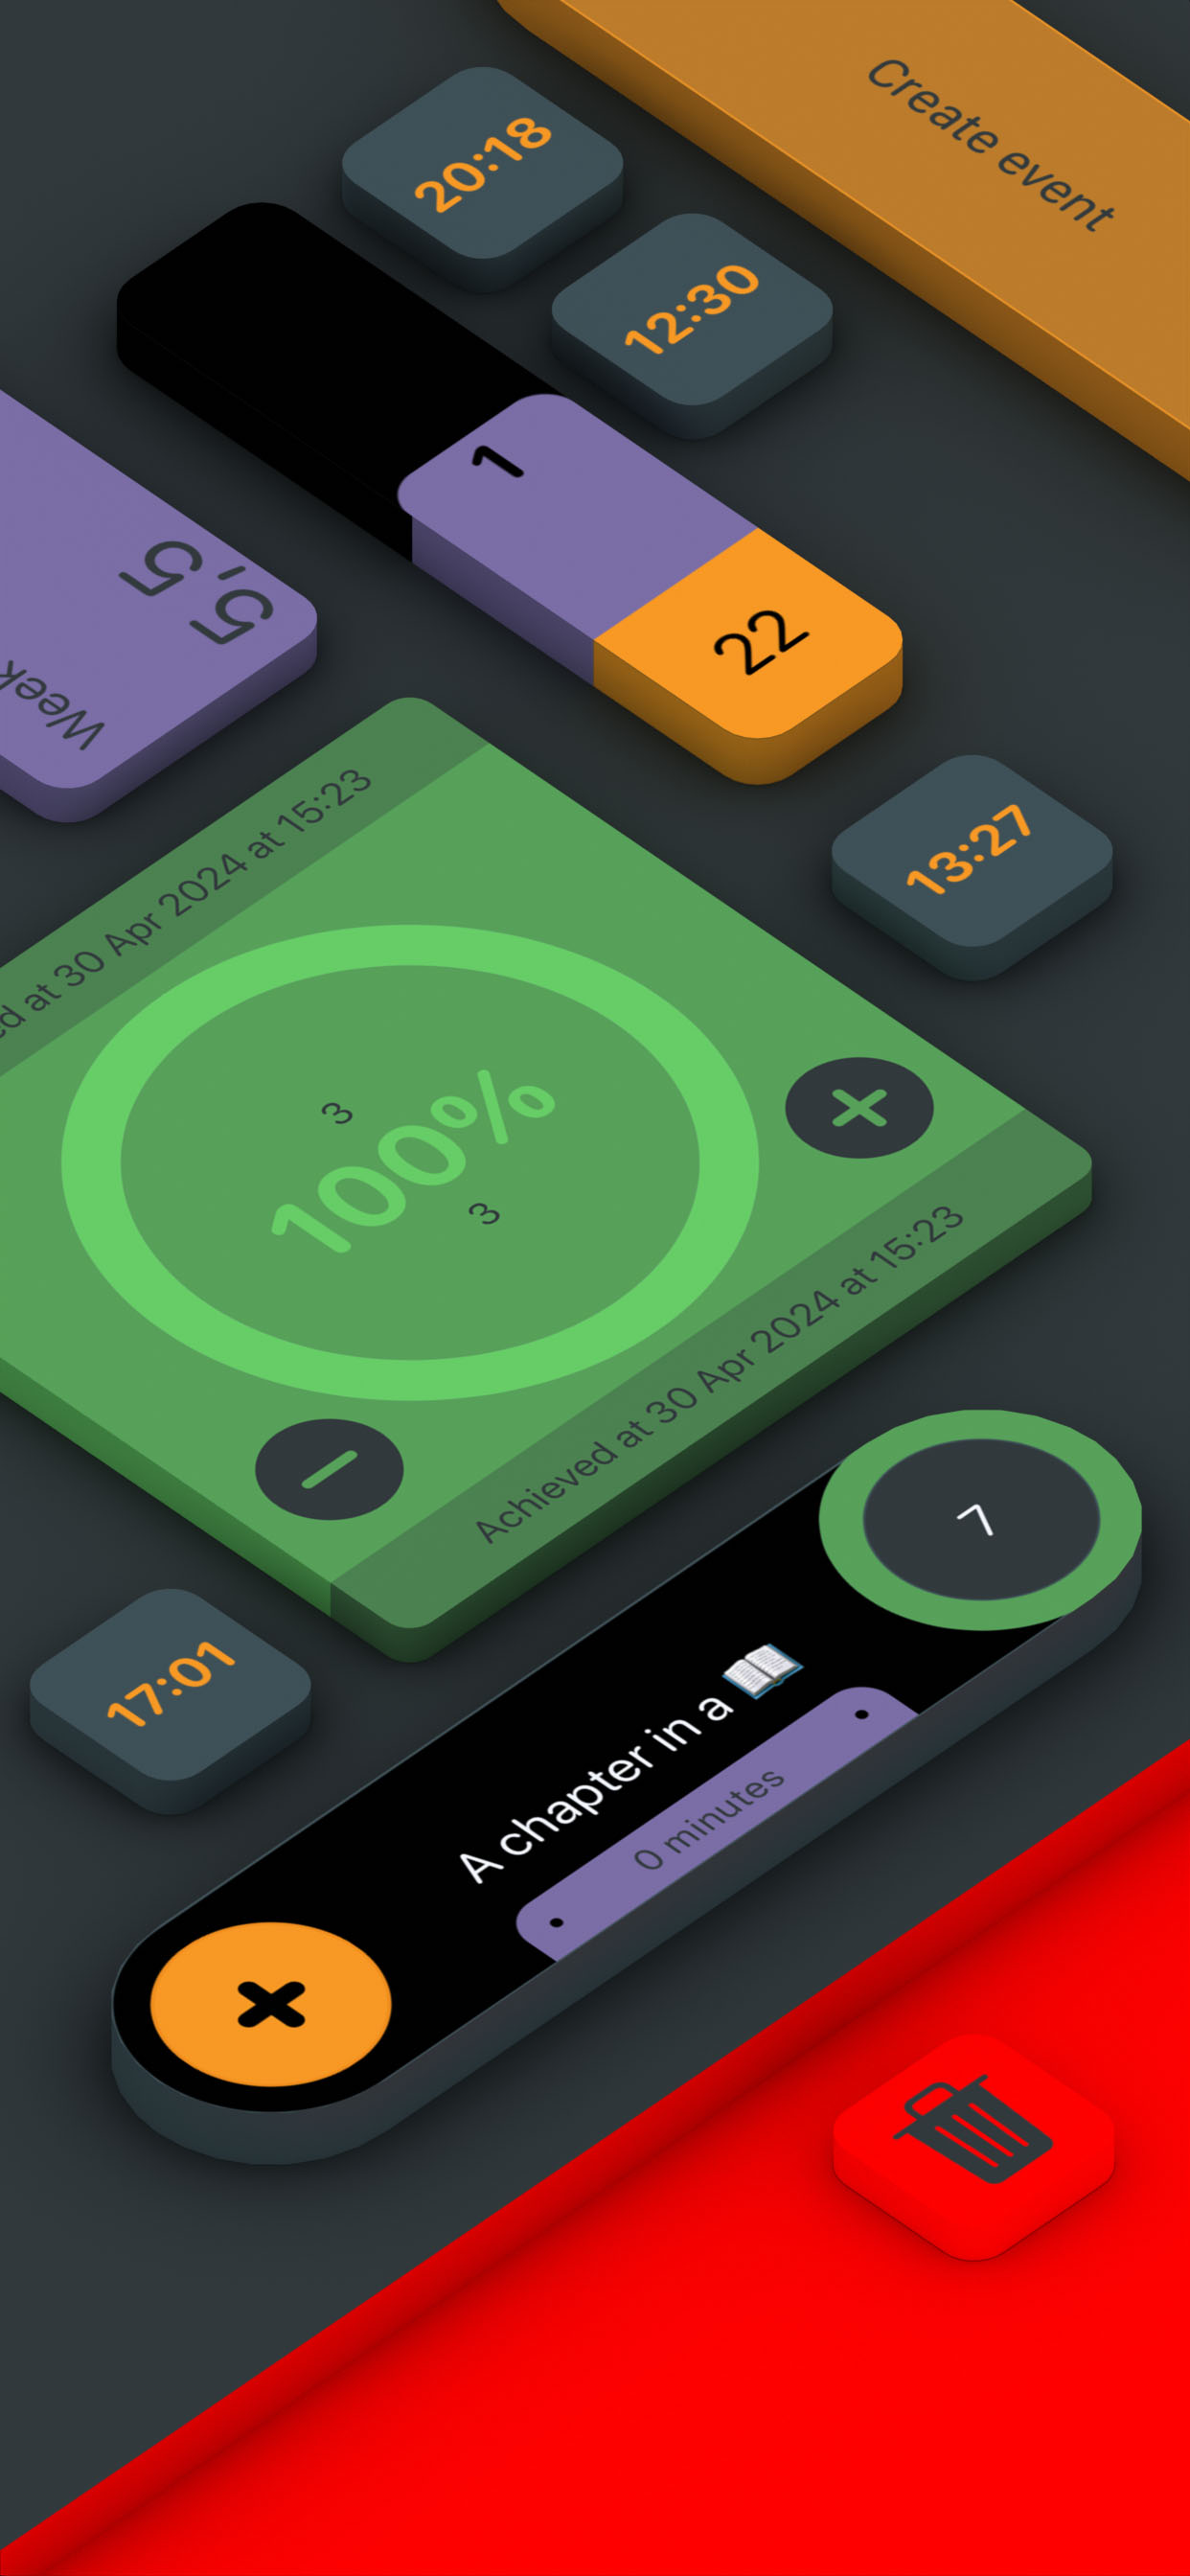 Create event
20:18
12:30
1
22
5,5
Week
13:27
ed at 30 Apr 2024 at 15:23
3
100%
3
Achieved at 30 Apr 2024 at 15:23
7
17:01
A chapter in a 📖
0 minutes